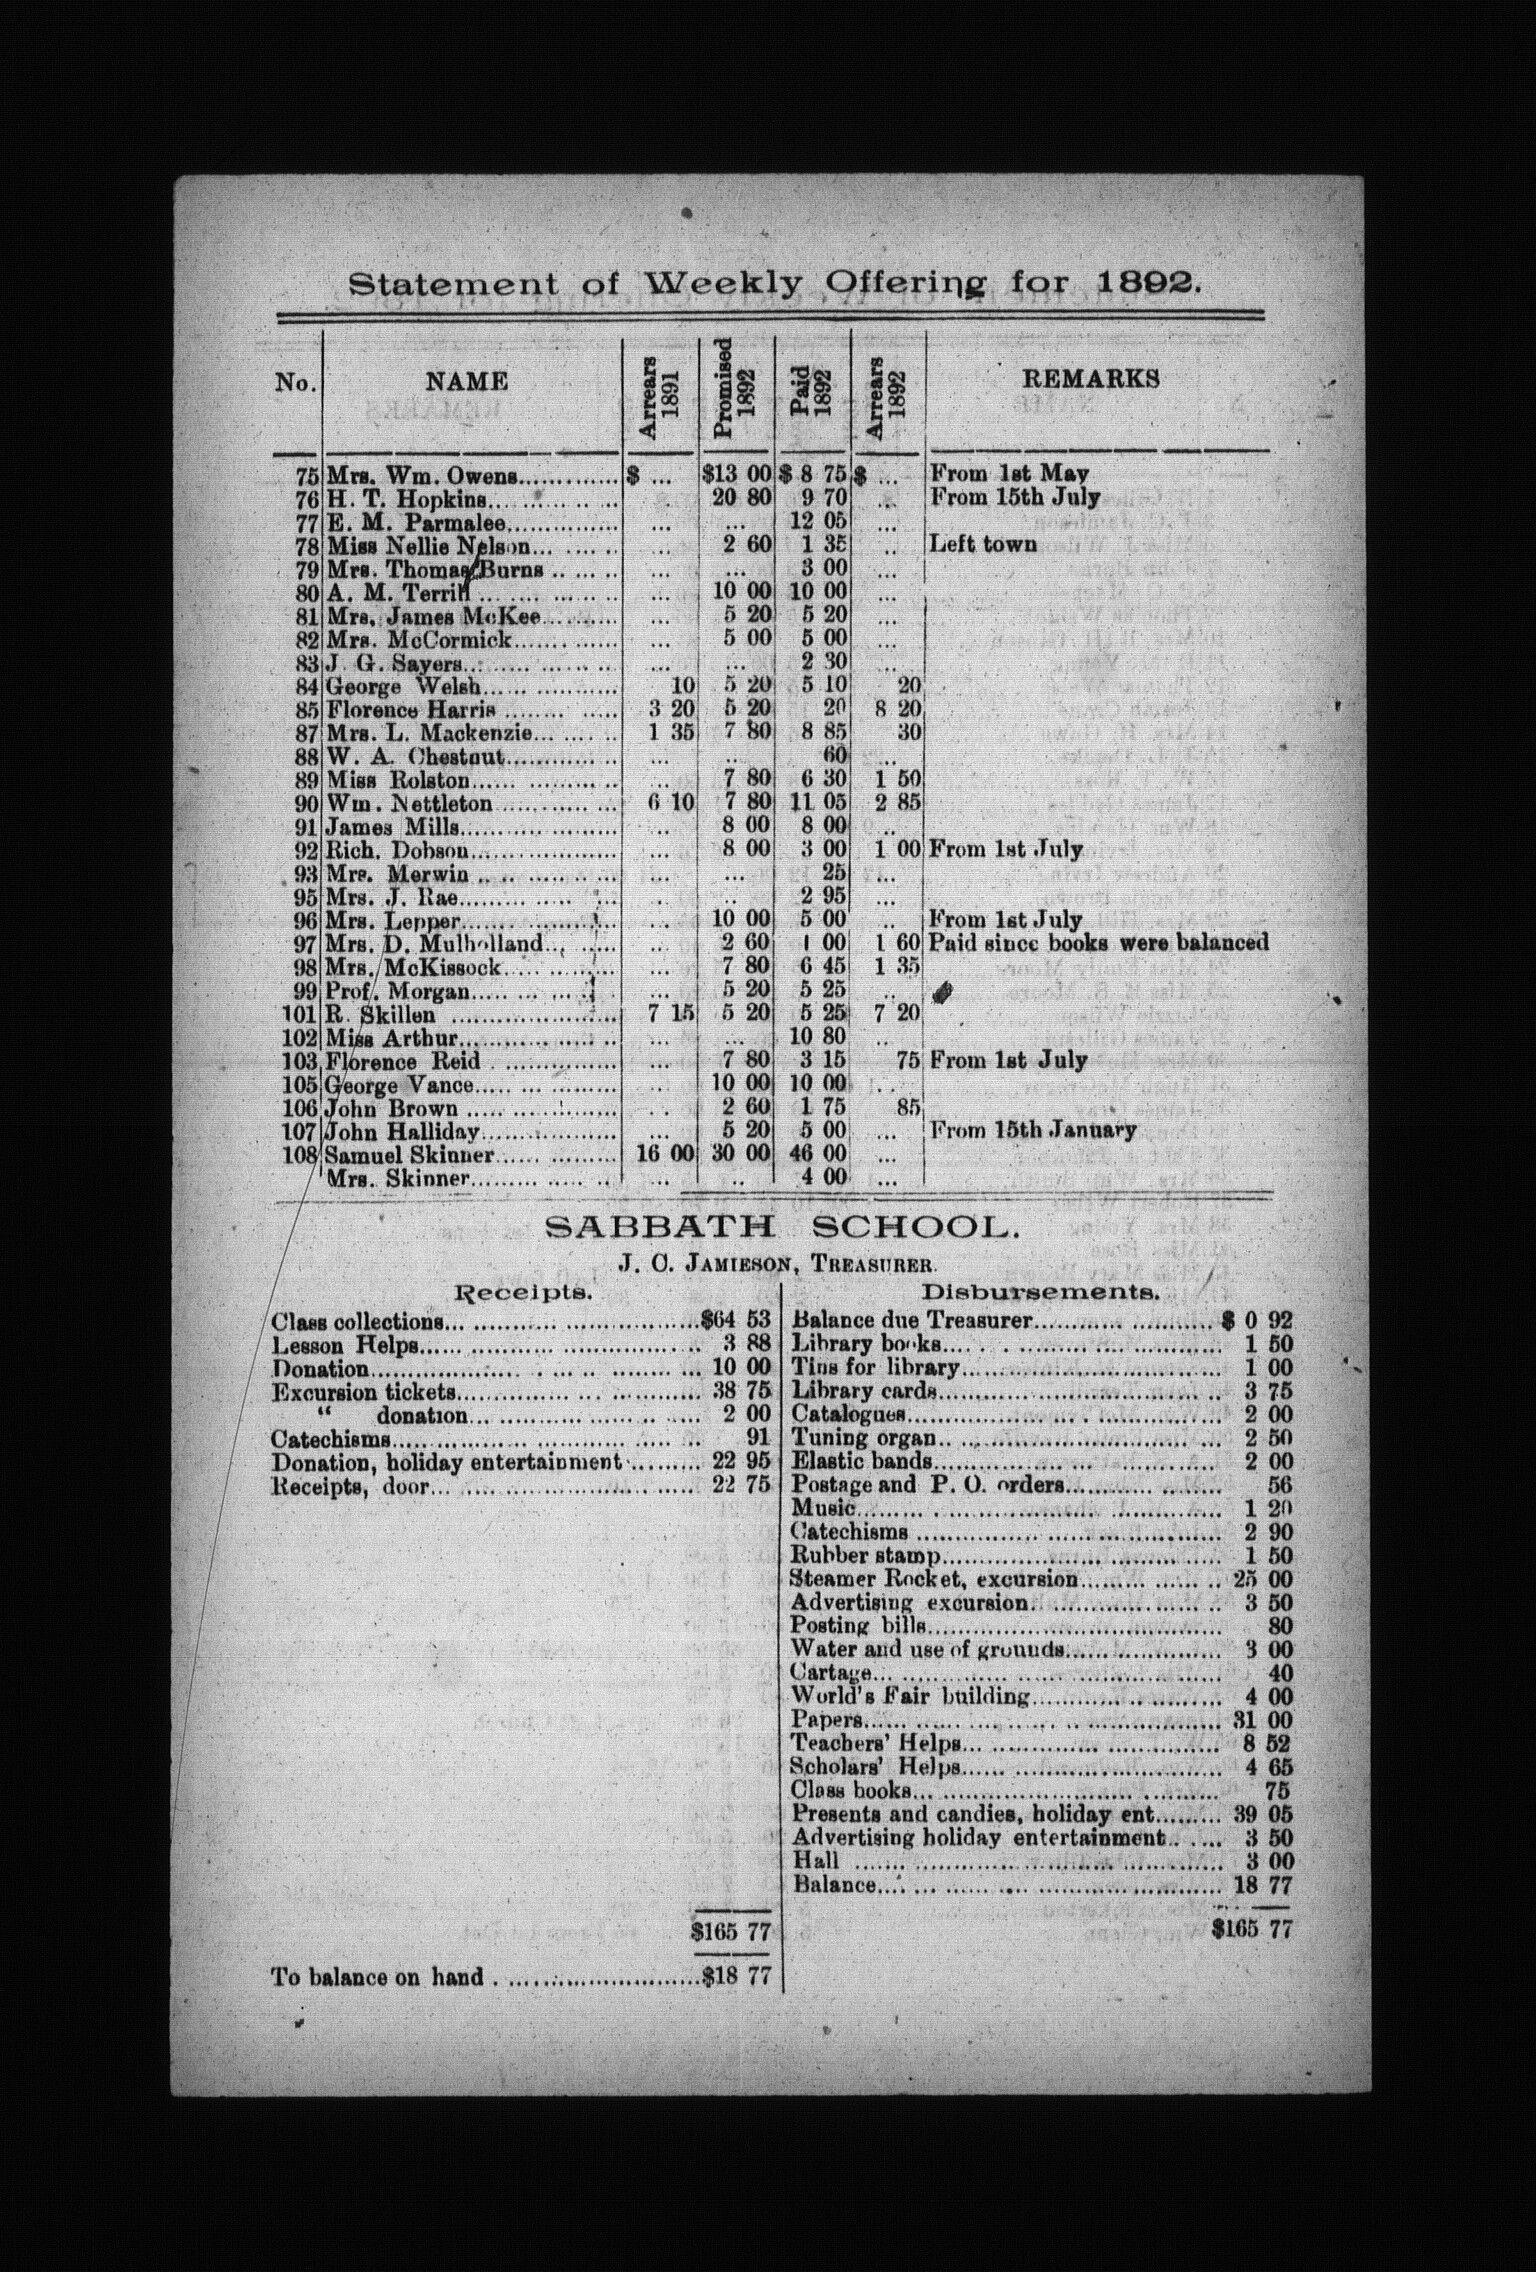 Statement of Weekly Offering for 1892.
No. NAME Arrears 1891 Promised 1892 Paid 1892 Arrears 1892 REMARKS
75 Mrs. Wm. Owens............ $ ... $13 00 $ 8 75 $ ... From 1st May
76 H. T. Hopkins............ 20 80 9 70 ... From 15th July
77 E. M. Parmalee............ ... ... 12 05 ...
78 Miss Nellie Nelson......... ... 2 60 1 35 .. Left town
79 Mrs. Thomas Burns ........ ... ... 3 00 ...
80 A. M. Terrill ............ ... 10 00 10 00 ...
81 Mrs. James McKee......... ... 5 20 5 20 ...
82 Mrs. McCormick............ ... 5 00 5 00 ...
83 J G. Sayers............ ... ... 2 30 ..
84 George Welsh............ 10 5 20 5 10 20
85 Florence Harris ............ 3 20 5 20 20 8 20
87 Mrs. L. Mackenzie......... 1 35 7 80 8 85 30
88 W. A. Chestnut............ ... .. 60 ...
89 Miss Rolston............ ... 7 80 6 30 1 50
90 Wm. Nettleton ............ 6 10 7 80 11 05 2 85
91 James Mills............ ... 8 00 8 00 ..
92 Rich. Dobson............ ... 8 00 3 00 1 00 From 1st July
93 Mrs. Merwin ............ ... ... 25 ...
95 Mrs. J. Rae............ .. .. 2 95 ...
96 Mrs. Lepper............ ... 10 00 5 00 .. From 1st July
97 Mrs. D. Mulholland......... ... 2 60 1 00 1 60 Paid since books were balanced
98 Mrs. McKissock............ ... 7 80 6 45 1 35
99 Prof. Morgan............ ... 5 20 5 25 ..
101 R. Skillen ............ 7 15 5 20 5 25 7 20
102 Miss Arthur............ ... ... 10 80 ..
103 Florence Reid ............ ... 7 80 3 15 75 From 1st July
105 George Vance............ .. 10 00 10 00 ..
106 John Brown ............ .. 2 60 1 75 85
107 John Halliday............ ... 5 20 5 00 ... From 15th January
108 Samuel Skinner............ 16 00 30 00 46 00 ...
Mrs. Skinner............ ... .. 4 00 ...
SABBATH SCHOOL.
J. C. JAMIESON, TREASURER.
Receipts.
Class collections............ $64 53
Lesson Helps............ 3 88
Donation............ 10 00
Excursion tickets............ 38 75
“ donation............ 2 00
Catechisms............ 91
Donation, holiday entertainment ......... 22 95
Receipts, door............ 22 75
$165 77
To balance on hand ............ $18 77
Disbursements.
Balance due Treasurer............ $ 0 92
Library books............ 1 50
Tins for library............ 1 00
Library cards............ 3 75
Catalogues............ 2 00
Tuning organ............ 2 50
Elastic bands............ 2 00
Postage and P. O. orders............ 56
Music............ 1 20
Catechisms ............ 2 90
Rubber stamp............ 1 50
Steamer Rocket, excursion............ 25 00
Advertising excursion............ 3 50
Posting bills............ 80
Water and use of grounds............ 3 00
Cartage............ 40
World's Fair building............ 4 00
Papers............ 31 00
Teachers' Helps............ 8 52
Scholars' Helps............ 4 65
Class books............ 75
Presents and candies, holiday ent......... 39 05
Advertising holiday entertainment...... 3 50
Hall ............ 3 00
Balance............ 18 77
$165 77